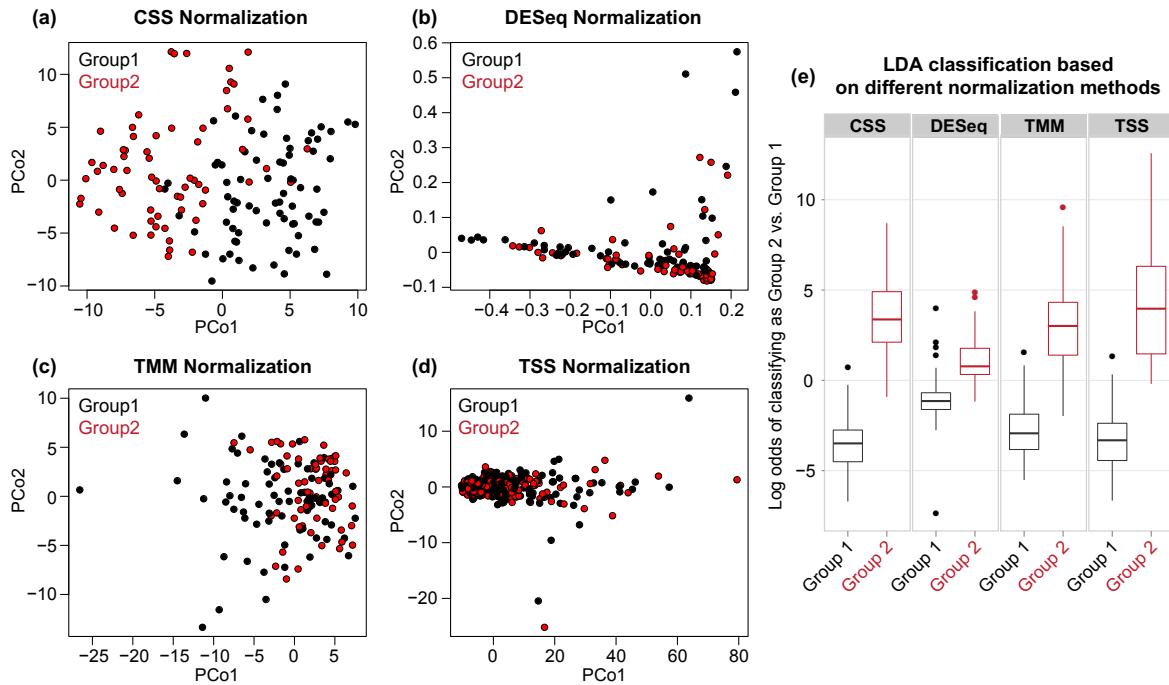 (a) CSS Normalization
Group1
Group2
10
5
0
−5
−10
PCo2
−10 −5 0 5 10
PCo1
(b) DESeq Normalization
Group1
Group2
0.6
0.5
0.4
0.3
0.2
0.1
0
−0.1
PCo2
−0.4 −0.3 −0.2 −0.1 0.0 0.1 0.2
PCo1
(c) TMM Normalization
Group1
Group2
10
5
0
−5
−10
PCo2
−25 −20 −15 −10 −5 0 5
PCo1
(d) TSS Normalization
Group1
Group2
10
0
−10
−20
PCo2
0 20 40 60 80
PCo1
(e) LDA classification based
on different normalization methods
CSS DESeq TMM TSS
Log odds of classifying as Group 2 vs. Group 1
10
5
0
−5
Group 1 Group 2 Group 1 Group 2 Group 1 Group 2 Group 1 Group 2